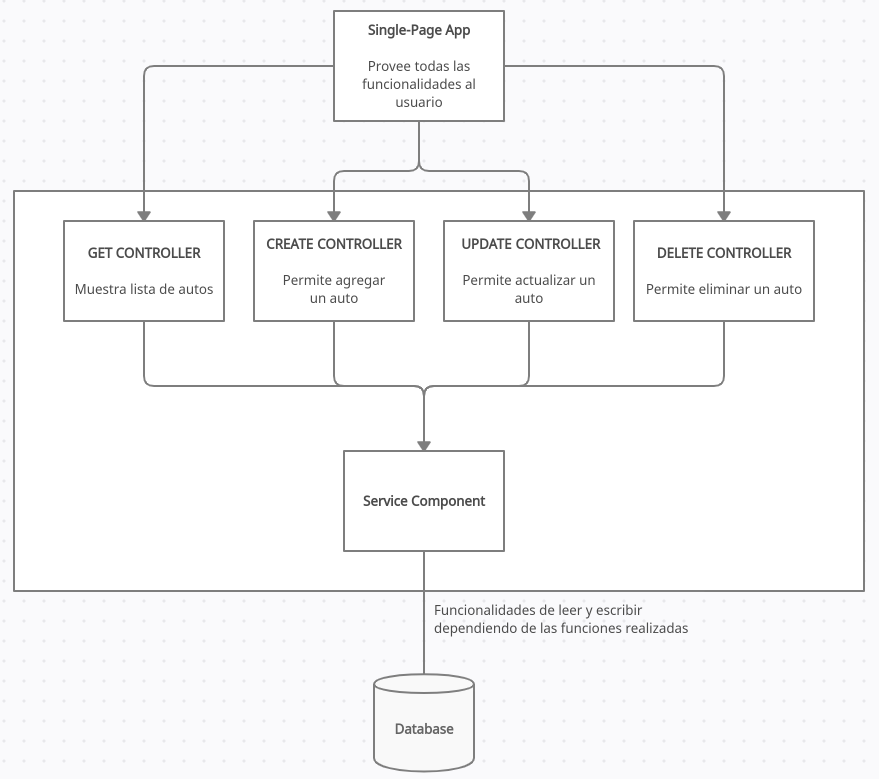 Single-Page App
Provee todas las
funcionalidades al
usuario
GET CONTROLLER
Muestra lista de autos
CREATE CONTROLLER
Permite agregar
un auto
UPDATE CONTROLLER
Permite actualizar un
auto
DELETE CONTROLLER
Permite eliminar un auto
Service Component
Funcionalidades de leer y escribir
dependiendo de las funciones realizadas
Database